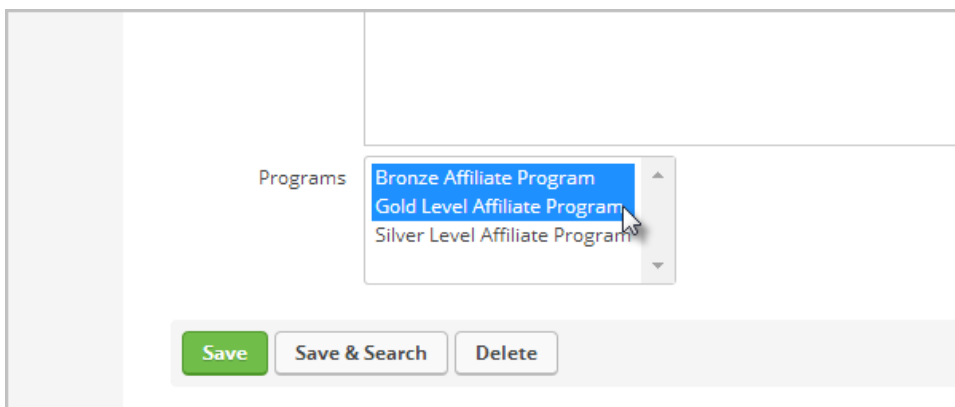 Programs
Bronze Affiliate Program
Gold Level Affiliate Program
Silver Level Affiliate Program
Save
Save & Search
Delete